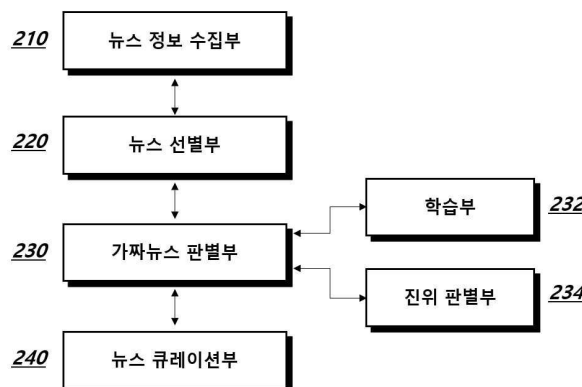 210 뉴스 정보 수집부
220 뉴스 선별부
학습부 232
230 가짜뉴스 판별부
진위 판별부 234
240 뉴스 큐레이션부